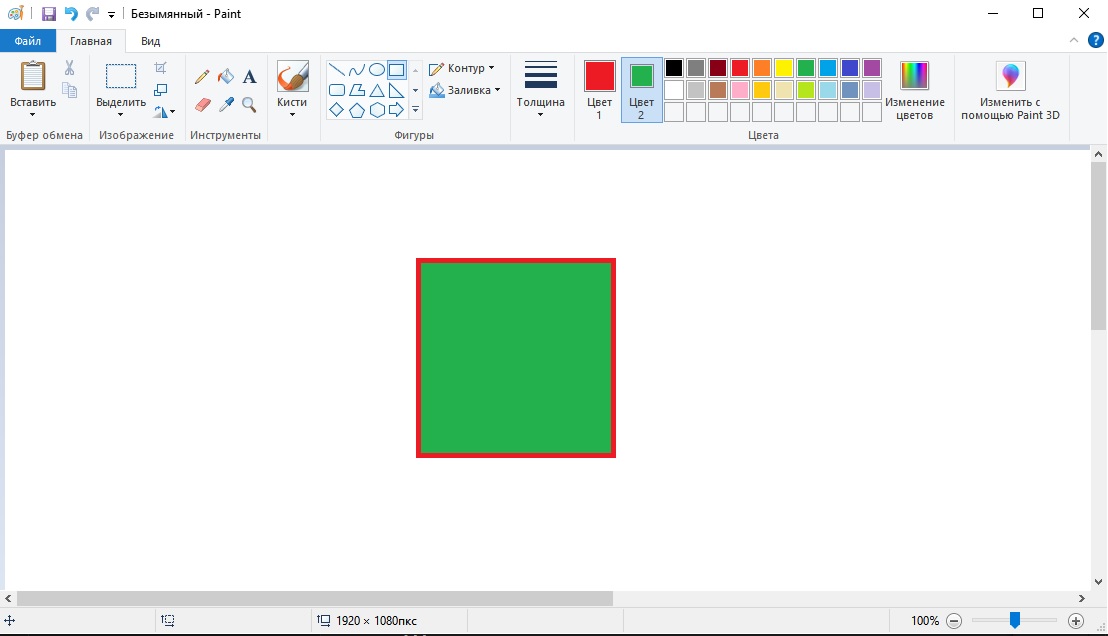 Безымянный - Paint
Файл Главная Вид
Вставить
Выделить
A
Кисти
Контур
Заливка
Толщина
Цвет 1
Цвет 2
Изменение цветов
Изменить с помощью Paint 3D
Буфер обмена
Изображение
Инструменты
Фигуры
Цвета
1920 × 1080пкс
100%